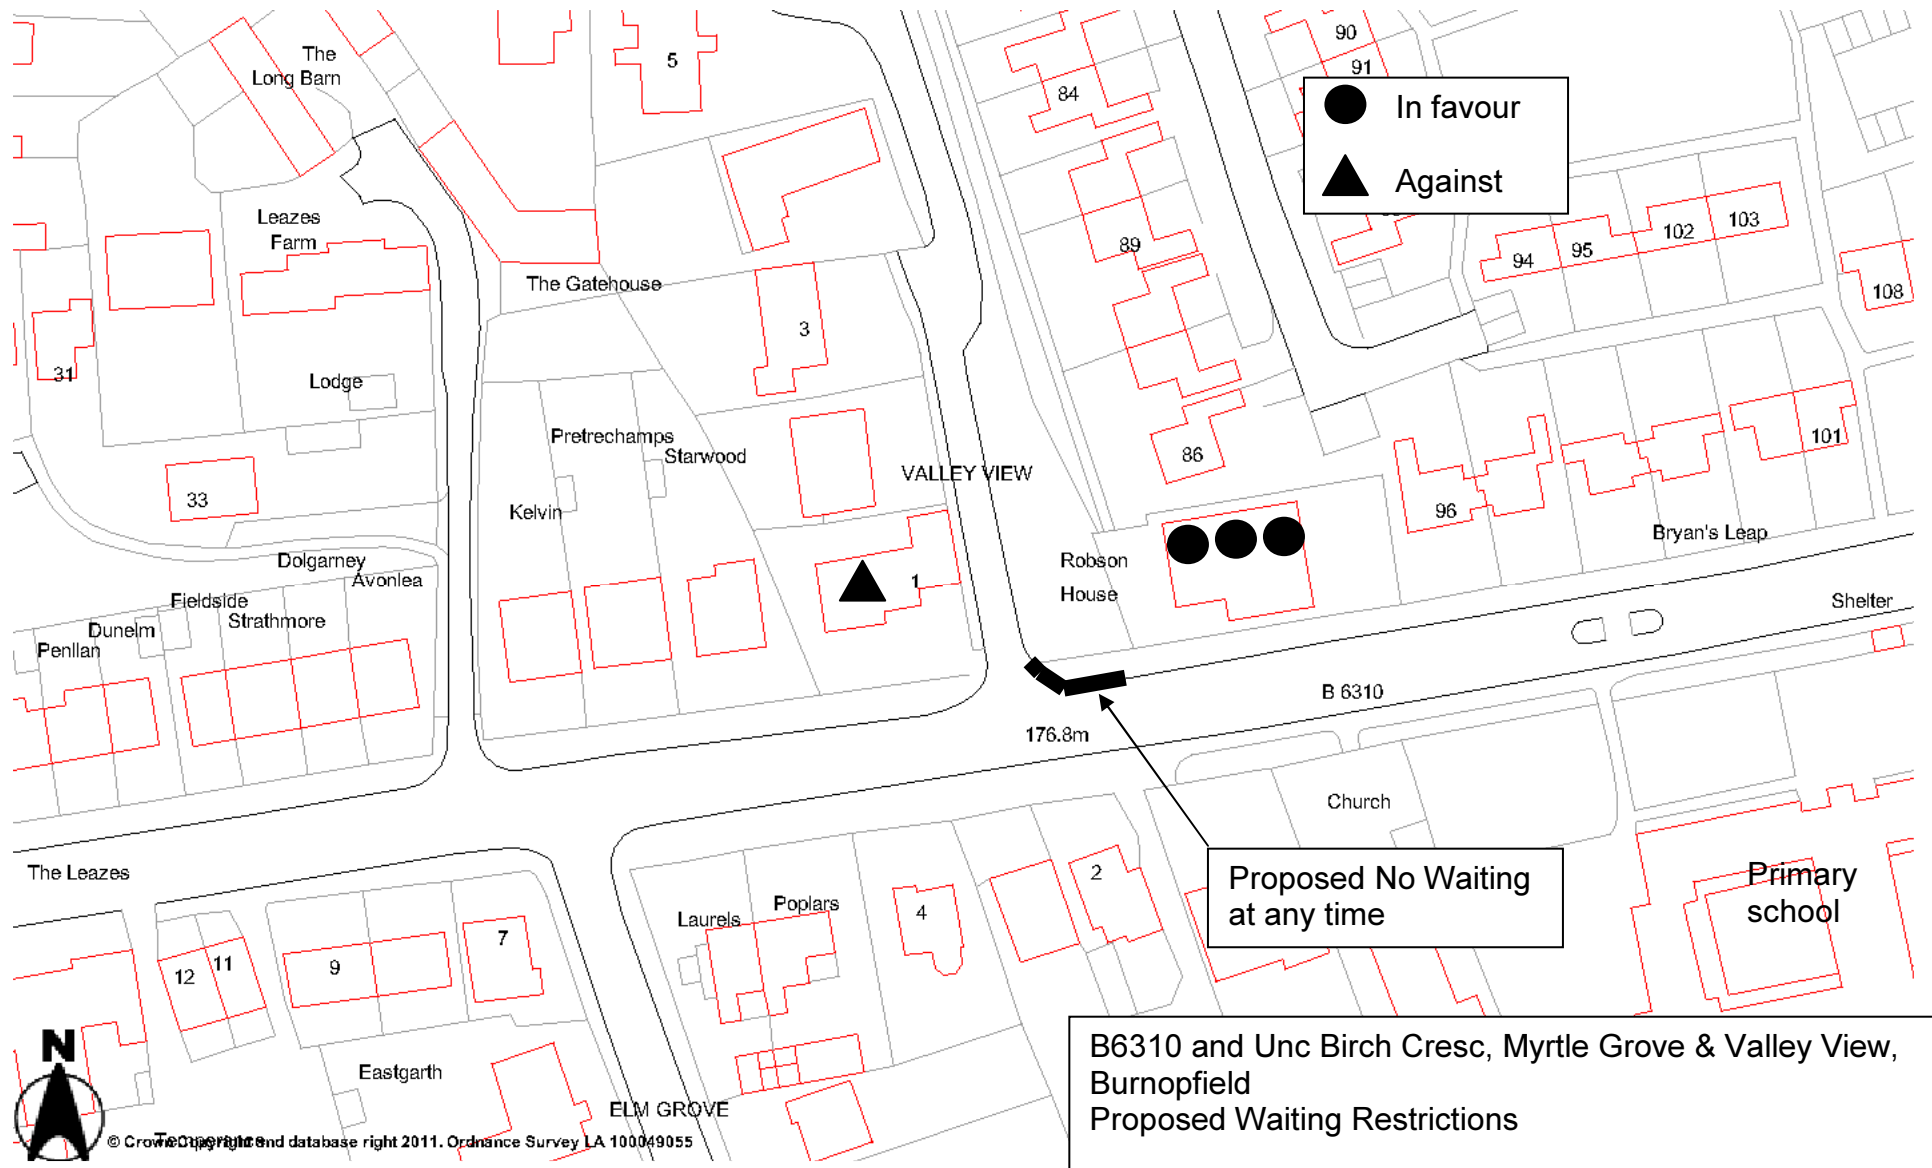 The
Long Barn
5
90
91
84
In favour
Against
Leazes
Farm
The Gatehouse
89
94
95
102
103
108
3
31
Lodge
Pretrechamps
Starwood
VALLEY VIEW
86
101
33
Kelvin
96
Bryan's Leap
Dolgarney
Avonlea
1
Robson
House
Fieldside
Strathmore
Dunelm
Penllan
Shelter
B 6310
176.8m
Church
The Leazes
2
Proposed No Waiting
at any time
Primary
school
Laurels
Poplars
4
7
9
12
11
N
Eastgarth
ELM GROVE
B6310 and Unc Birch Cresc, Myrtle Grove & Valley View,
Burnopfield
Proposed Waiting Restrictions
© Crown Copyright and database right 2011. Ordnance Survey LA 100049055